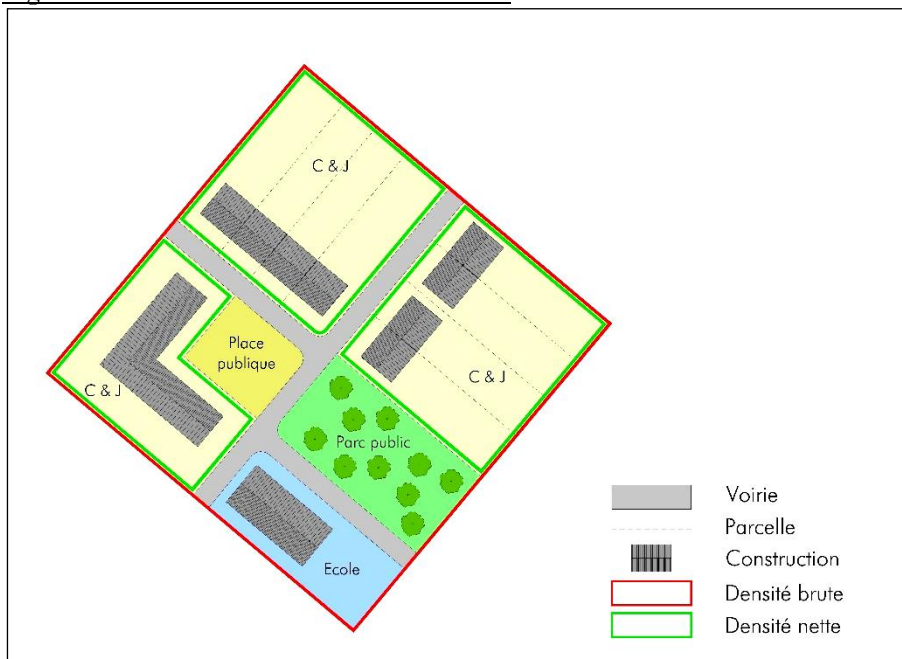 C & J
C & J
Place
publique
C & J
Parc public
Ecole
Voirie
Parcelle
Construction
Densité brute
Densité nette